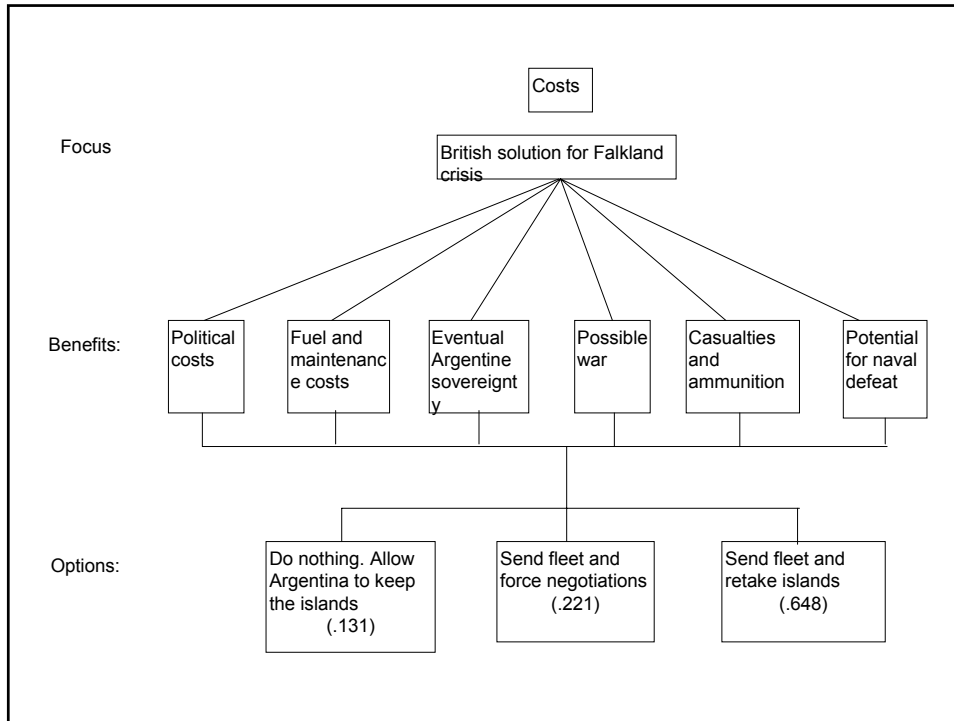 Costs
Focus
British solution for Falkland
crisis
Benefits:
Political
costs
Fuel and
maintenanc
e costs
Eventual
Argentine
sovereignt
y
Possible
war
Casualties
and
ammunition
Potential
for naval
defeat
Options:
Do nothing. Allow
Argentina to keep
the islands
(.131)
Send fleet and
force negotiations
(.221)
Send fleet and
retake islands
(.648)